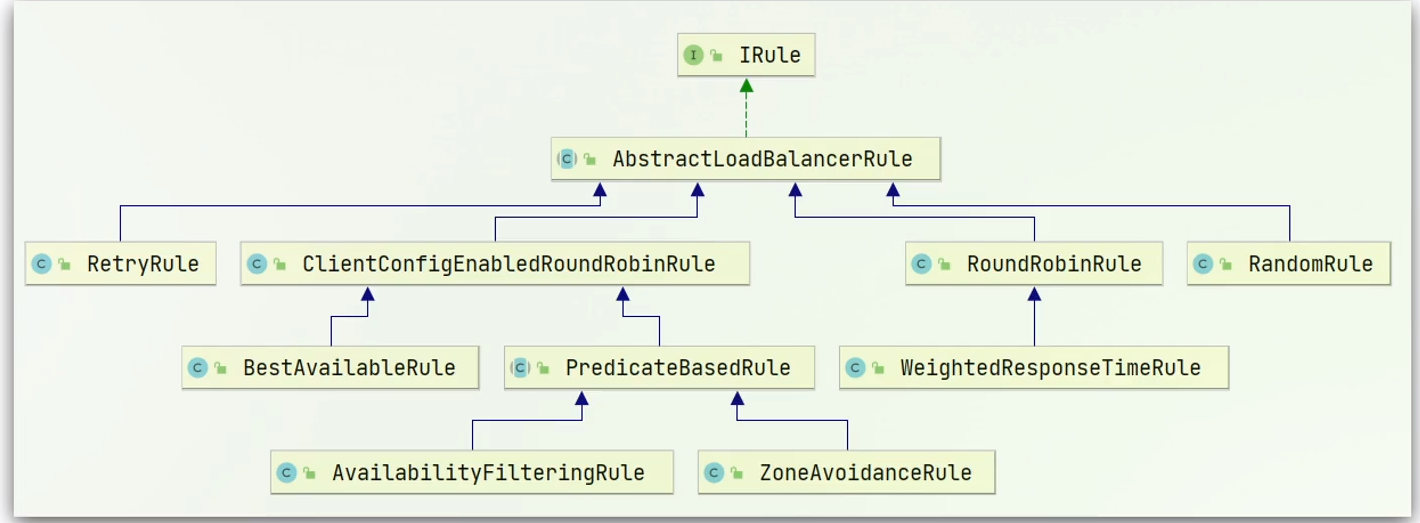 I IRule
C AbstractLoadBalancerRule
C RetryRule C ClientConfigEnabledRoundRobinRule C RoundRobinRule C RandomRule
C BestAvailableRule C PredicateBasedRule C WeightedResponseTimeRule
C AvailabilityFilteringRule C ZoneAvoidanceRule